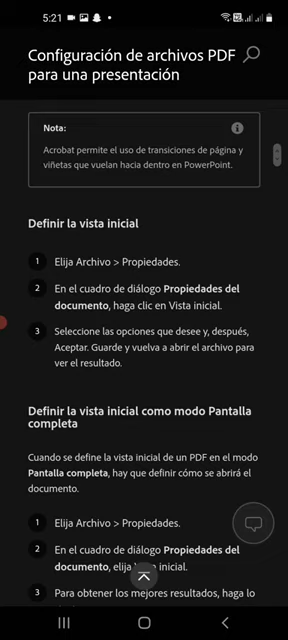 5:21
Configuración de archivos PDF
para una presentación
Nota:
Acrobat permite el uso de transiciones de página y
viñetas que vuelan hacia dentro en PowerPoint.
Definir la vista inicial
1 Elija Archivo > Propiedades.
2 En el cuadro de diálogo Propiedades del
documento, haga clic en Vista inicial.
3 Seleccione las opciones que desee y, después,
Aceptar. Guarde y vuelva a abrir el archivo para
ver el resultado.
Definir la vista inicial como modo Pantalla
completa
Cuando se define la vista inicial de un PDF en el modo
Pantalla completa, hay que definir cómo se abrirá el
documento.
1 Elija Archivo > Propiedades.
2 En el cuadro de diálogo Propiedades del
documento, elija inicial.
3 Para obtener los mejores resultados, haga lo